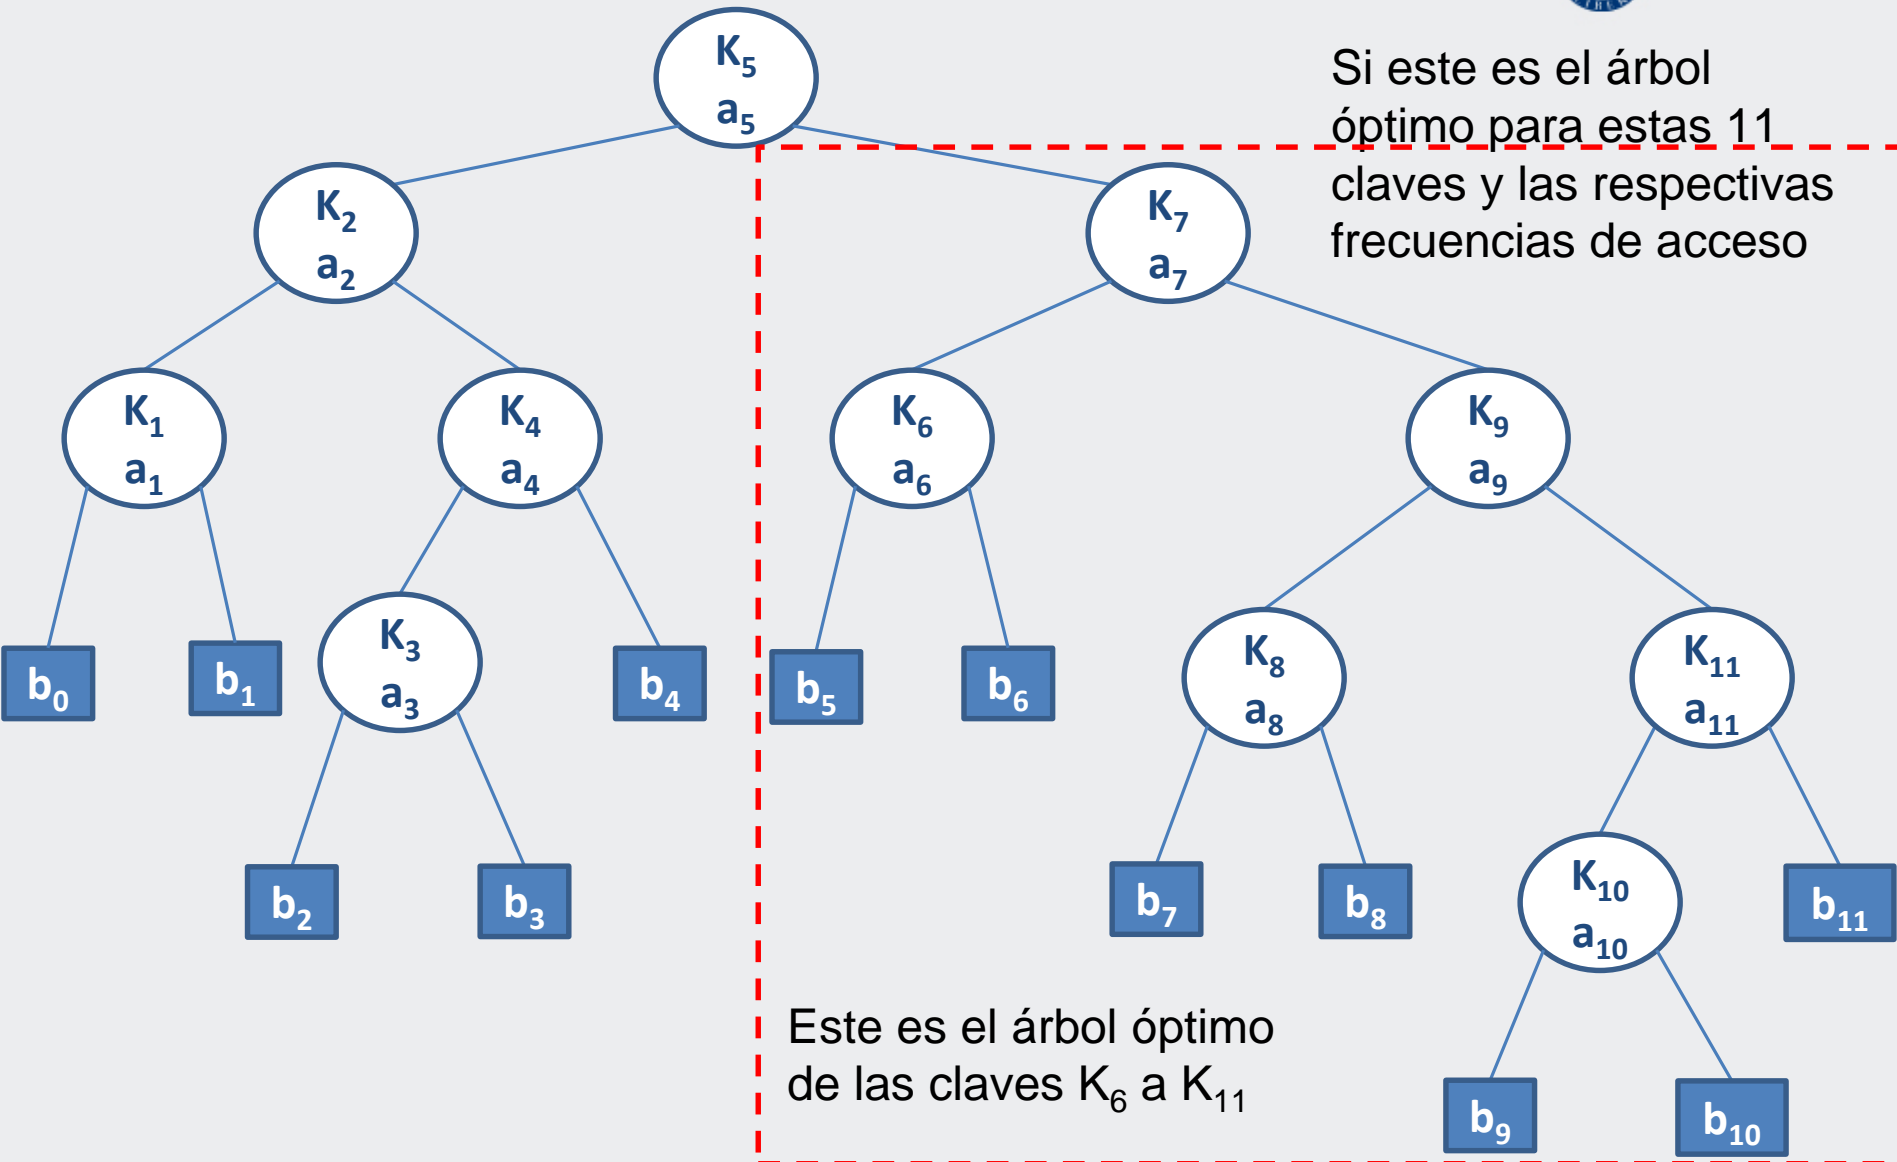 K5
a5
Si este es el árbol
óptimo para estas 11
claves y las respectivas
frecuencias de acceso
K2
a2
K7
a7
K1
a1
K4
a4
K6
a6
K9
a9
K3
a3
K8
a8
K11
a11
b0
b1
b4
b5
b6
b2
b3
b7
b8
K10
a10
b11
Este es el árbol óptimo
de las claves K6 a K11
b9
b10